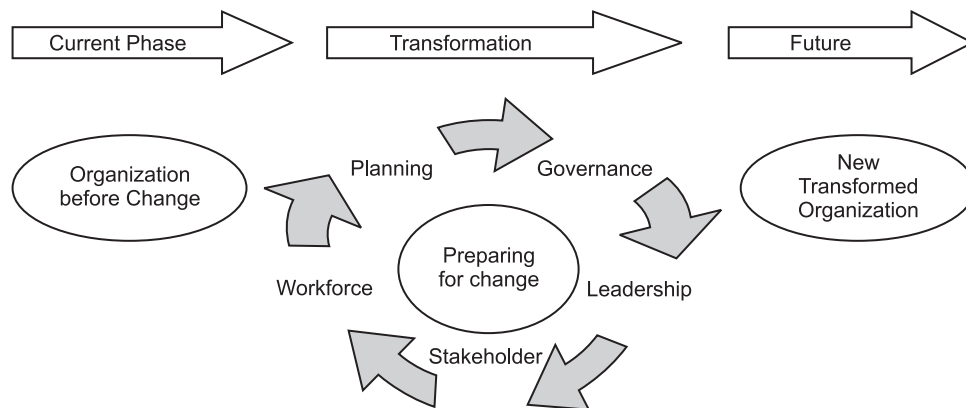 Current Phase
Transformation
Future
Organization
before Change
Planning
Governance
New
Transformed
Organization
Preparing
for change
Workforce
Leadership
Stakeholder